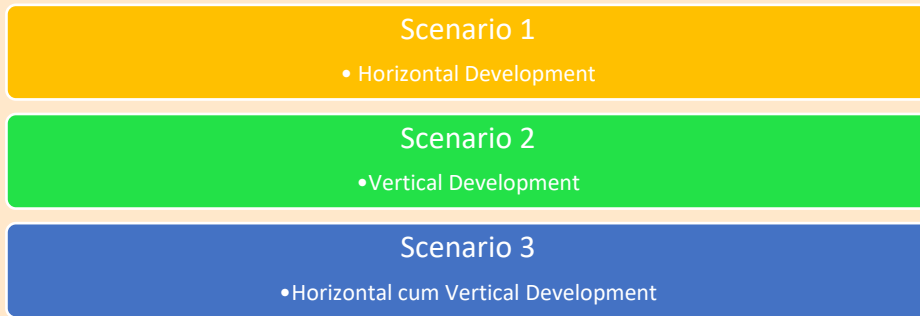 Scenario 1
• Horizontal Development
Scenario 2
•Vertical Development
Scenario 3
•Horizontal cum Vertical Development